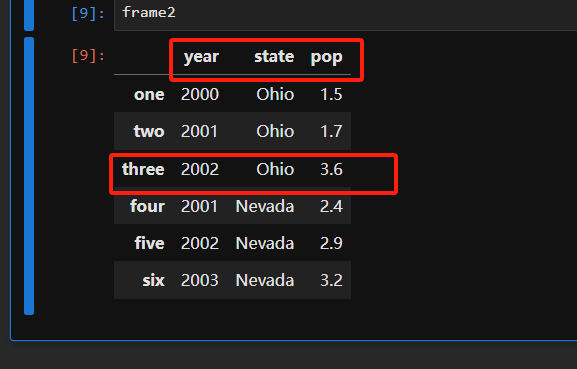 [9]: frame2
[9]: year state pop
one 2000 Ohio 1.5
two 2001 Ohio 1.7
three 2002 Ohio 3.6
four 2001 Nevada 2.4
five 2002 Nevada 2.9
six 2003 Nevada 3.2